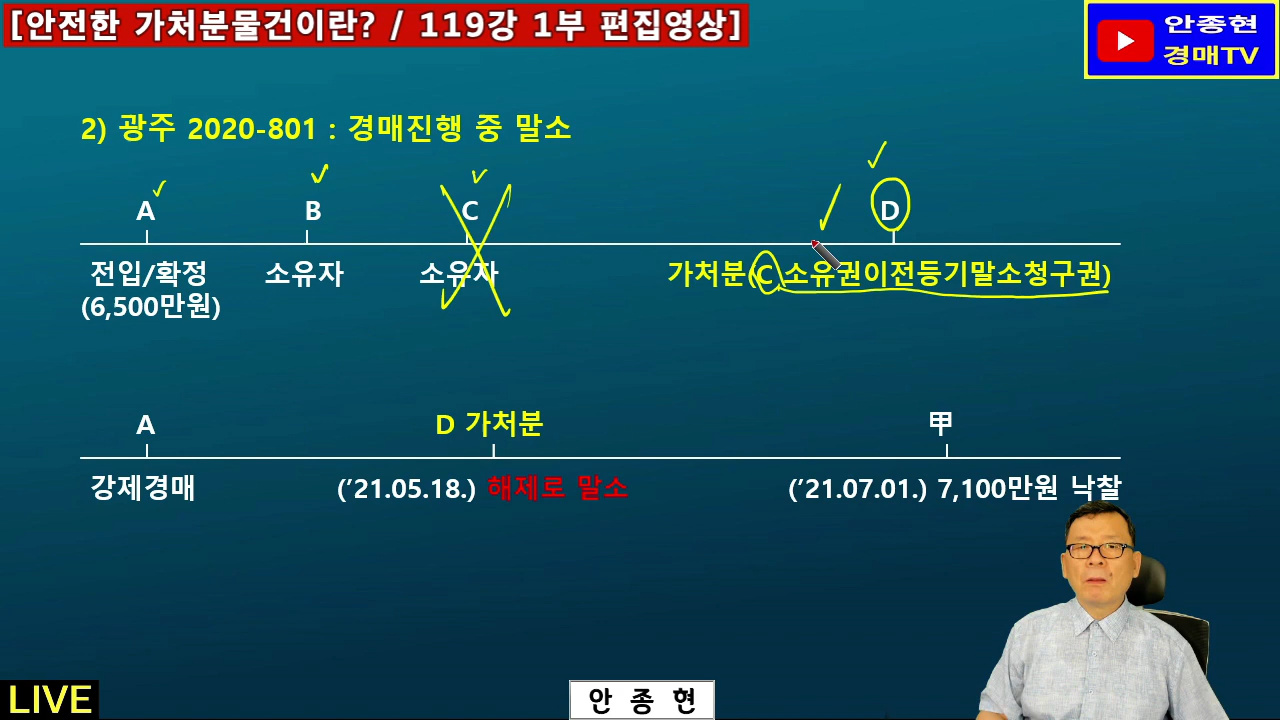 [안전한 가처분물건이란? / 119강 1부 편집영상]
안종현
경매TV
2) 광주 2020-801 : 경매진행 중 말소
A B C D
전입/확정 소유자 소유자 가처분(C 소유권이전등기말소청구권)
(6,500만원)
A D 가처분 甲
강제경매 (’21.05.18.) 해제로 말소 (’21.07.01.) 7,100만원 낙찰
LIVE
안 종 현